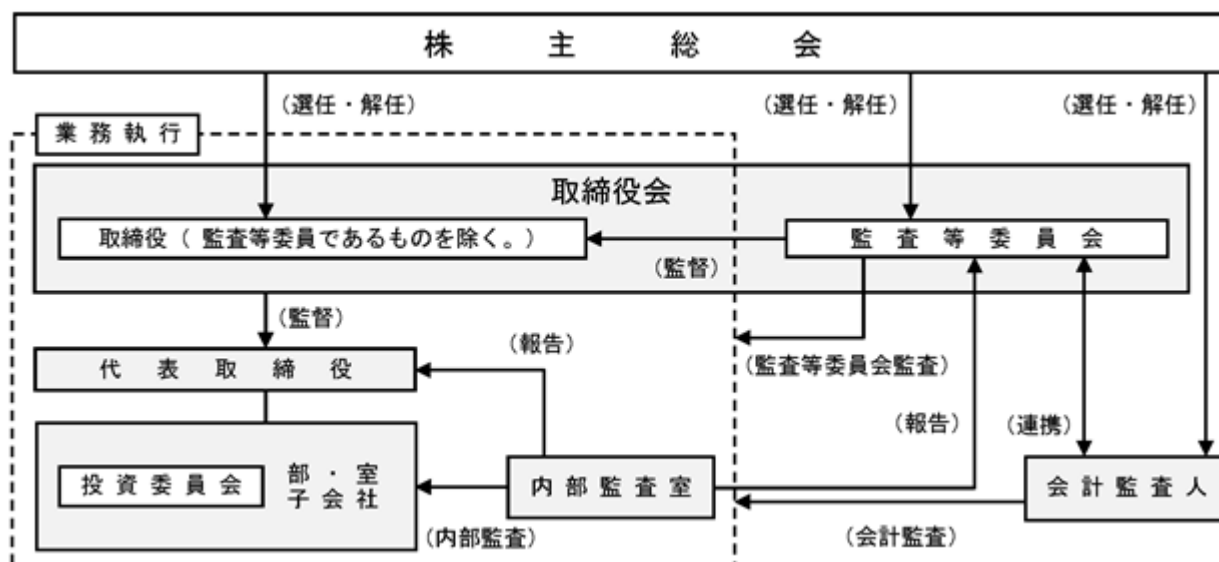 株主総会
（選任・解任）
（選任・解任）
（選任・解任）
業務執行
取締役会
取締役（監査等委員であるものを除く。）
監査等委員会
（監督）
（監督）
（報告）
（監査等委員会監査）
代表取締役
（報告）
（連携）
投資委員会
部・室
子会社
内部監査室
会計監査人
（内部監査）
（会計監査）